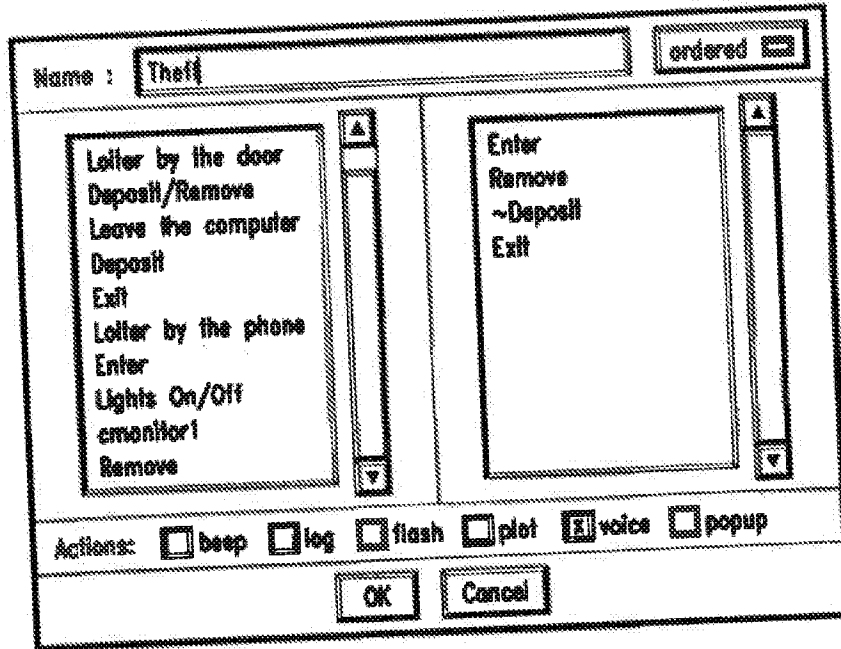 Name : Theft
ordered
Loiter by the door
Deposit/Remove
Leave the computer
Deposit
Exit
Loiter by the phone
Enter
Lights On/Off
cmonitor1
Remove
Enter
Remove
~Deposit
Exit
Actions: beep log flash plot X voice popup
OK Cancel